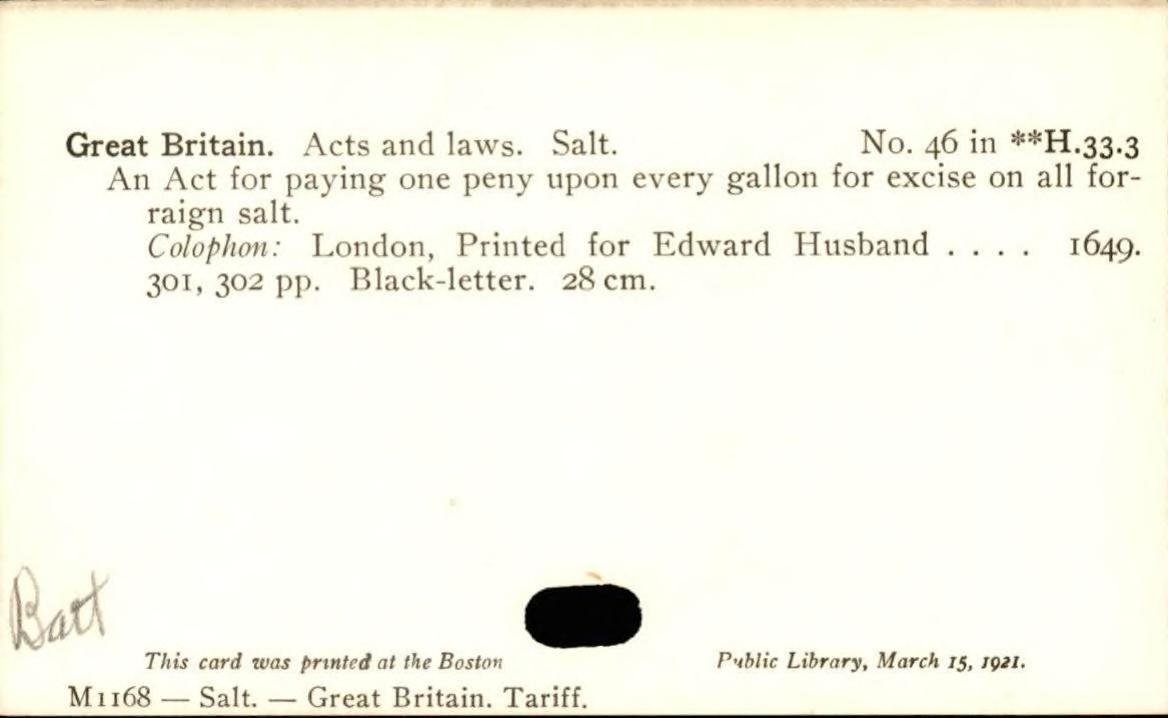 Great Britain. Acts and laws. Salt. No. 46 in **H.33.3
An Act for paying one peny upon every gallon for excise on all for-
raign salt.
Colophon: London, Printed for Edward Husband . . . . 1649.
301, 302 pp. Black-letter. 28 cm.
Bart
This card was printed at the Boston Public Library, March 15, 1921.
M1168 — Salt. — Great Britain. Tariff.